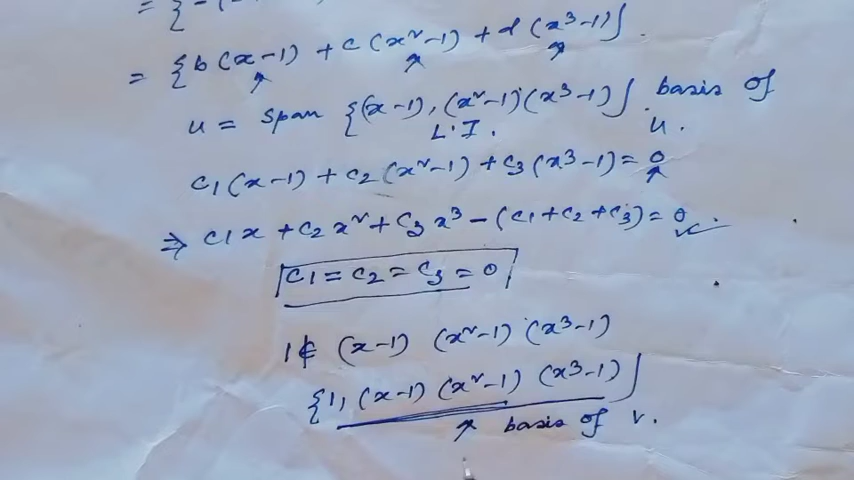 = {b(x-1) + c(x²-1) + d(x³-1)}.
u = span {(x-1), (x²-1) (x³-1)} basis of u.
L.I.
c1(x-1) + c2(x²-1) + c3(x³-1) = 0
⇒ c1x + c2x² + c3x³ - (c1+c2+c3) = 0.
c1 = c2 = c3 = 0
1∉ (x-1) (x²-1) (x³-1)
{1, (x-1) (x²-1) (x³-1)}
basis of v.